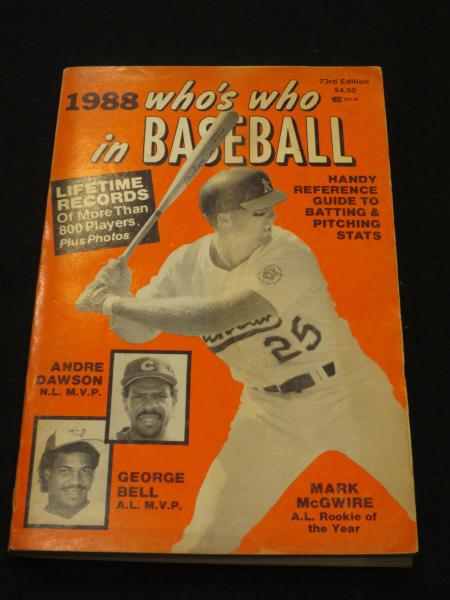 73rd Edition
$4.50
1988 who's who
in BASEBALL
LIFETIME
RECORDS
Of More Than
800 Players,
Plus Photos
HANDY
REFERENCE
GUIDE TO
BATTING &
PITCHING
STATS
A
25
ANDRE
DAWSON
N.L. M.V.P.
C
GEORGE
BELL
A.L. M.V.P.
MARK
McGWIRE
A.L. Rookie of
the Year